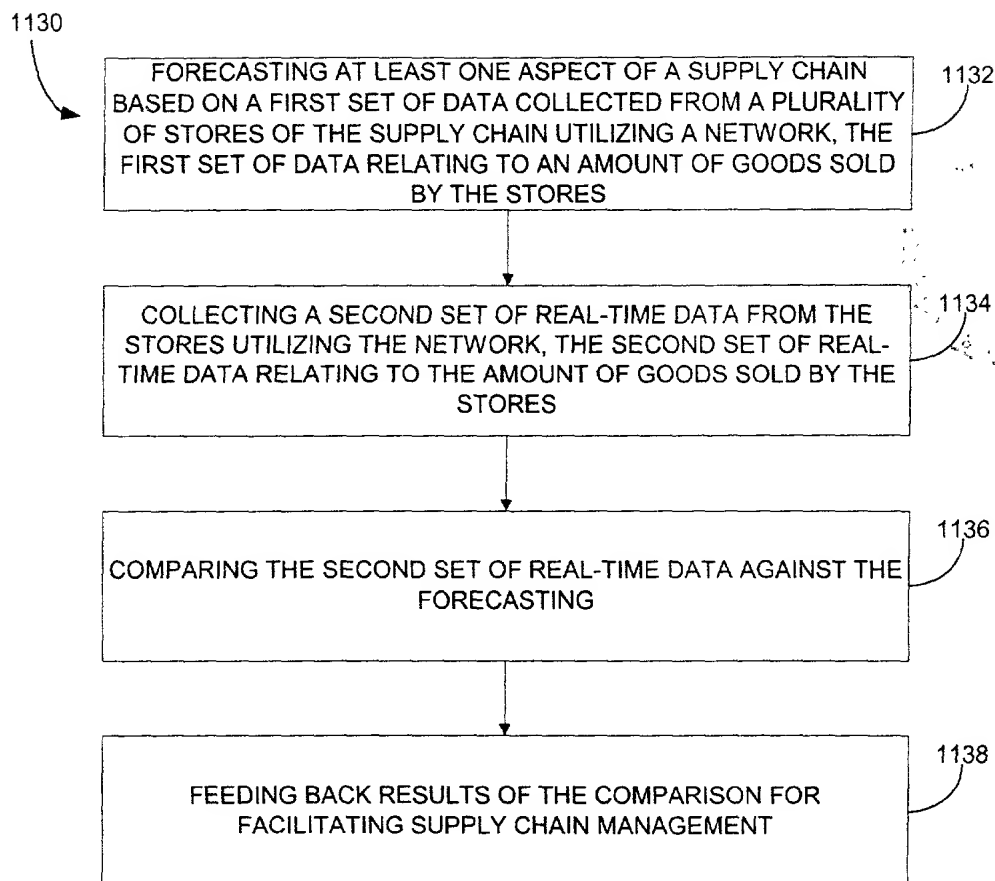 1130
FORECASTING AT LEAST ONE ASPECT OF A SUPPLY CHAIN
BASED ON A FIRST SET OF DATA COLLECTED FROM A PLURALITY
OF STORES OF THE SUPPLY CHAIN UTILIZING A NETWORK, THE
FIRST SET OF DATA RELATING TO AN AMOUNT OF GOODS SOLD
BY THE STORES
1132
COLLECTING A SECOND SET OF REAL-TIME DATA FROM THE
STORES UTILIZING THE NETWORK, THE SECOND SET OF REAL-
TIME DATA RELATING TO THE AMOUNT OF GOODS SOLD BY THE
STORES
1134
COMPARING THE SECOND SET OF REAL-TIME DATA AGAINST THE
FORECASTING
1136
FEEDING BACK RESULTS OF THE COMPARISON FOR
FACILITATING SUPPLY CHAIN MANAGEMENT
1138